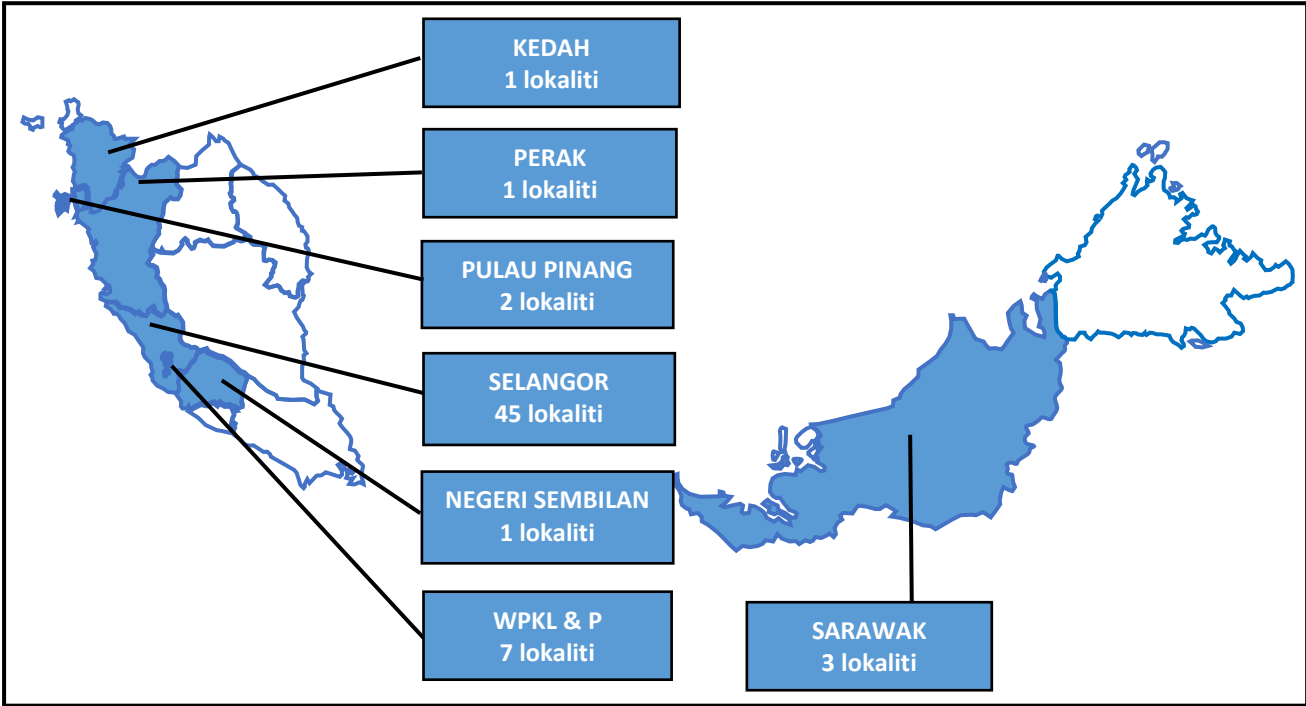 KEDAH
1 lokaliti
PERAK
1 lokaliti
PULAU PINANG
2 lokaliti
SELANGOR
45 lokaliti
NEGERI SEMBILAN
1 lokaliti
WPKL & P
7 lokaliti
SARAWAK
3 lokaliti